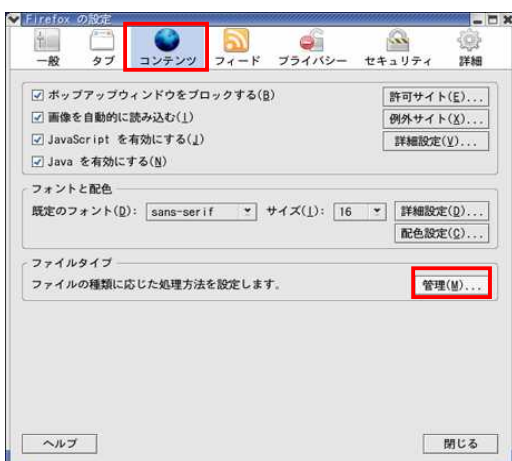 Firefox の設定
一般 タブ コンテンツ フィード プライバシー セキュリティ 詳細
ポップアップウィンドウをブロックする(B) 許可サイト(E)...
画像を自動的に読み込む(I) 例外サイト(X)...
JavaScript を有効にする(J) 詳細設定(V)...
Java を有効にする(N)
フォントと配色
既定のフォント(D): sans-serif サイズ(I): 16 詳細設定(O)...
配色設定(C)...
ファイルタイプ
ファイルの種類に応じた処理方法を設定します. 管理(M)...
ヘルプ 閉じる